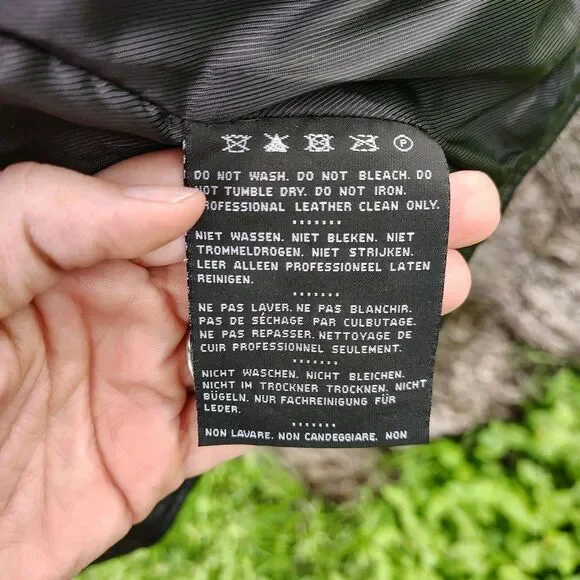 P
DO NOT WASH. DO NOT BLEACH. DO
NOT TUMBLE DRY. DO NOT IRON.
PROFESSIONAL LEATHER CLEAN ONLY.
NIET WASSEN. NIET BLEKEN. NIET
TROMMELDROGEN. NIET STRIJKEN.
LEER ALLEEN PROFESSIONEEL LATEN
REINIGEN.
NE PAS LAVER. NE PAS BLANCHIR.
PAS DE SÉCHAGE PAR CULBUTAGE.
NE PAS REPASSER. NETTOYAGE DE
CUIR PROFESSIONNEL SEULEMENT.
NICHT WASCHEN. NICHT BLEICHEN.
NICHT IM TROCKNER TROCKNEN. NICHT
BÜGELN. NUR FACHREINIGUNG FÜR
LEDER.
NON LAVARE. NON CANDEGGIARE. NON